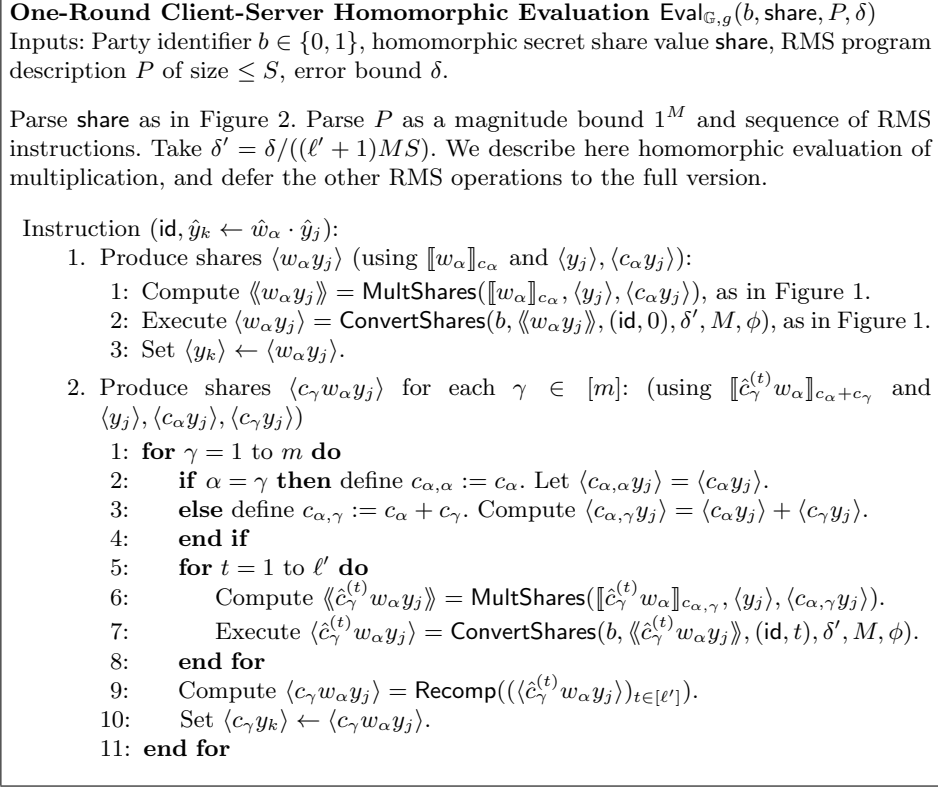 One-Round Client-Server Homomorphic Evaluation Eval_{𝔾,g}(b, share, P, δ)
Inputs: Party identifier b ∈ {0, 1}, homomorphic secret share value share, RMS program
description P of size ≤ S, error bound δ.
Parse share as in Figure 2. Parse P as a magnitude bound 1^M and sequence of RMS
instructions. Take δ′ = δ/((ℓ′ + 1)MS). We describe here homomorphic evaluation of
multiplication, and defer the other RMS operations to the full version.
Instruction (id, ŷ_k ← ŵ_α · ŷ_j):
1. Produce shares ⟨w_α y_j⟩ (using ⟦w_α⟧_{c_α} and ⟨y_j⟩, ⟨c_α y_j⟩):
1: Compute ⟪w_α y_j⟫ = MultShares(⟦w_α⟧_{c_α}, ⟨y_j⟩, ⟨c_α y_j⟩), as in Figure 1.
2: Execute ⟨w_α y_j⟩ = ConvertShares(b, ⟪w_α y_j⟫, (id, 0), δ′, M, ϕ), as in Figure 1.
3: Set ⟨y_k⟩ ← ⟨w_α y_j⟩.
2. Produce shares ⟨c_γ w_α y_j⟩ for each γ ∈ [m]: (using ⟦ĉ_γ^{(t)} w_α⟧_{c_α+c_γ} and
⟨y_j⟩, ⟨c_α y_j⟩, ⟨c_γ y_j⟩)
1: for γ = 1 to m do
2: if α = γ then define c_{α,α} := c_α. Let ⟨c_{α,α} y_j⟩ = ⟨c_α y_j⟩.
3: else define c_{α,γ} := c_α + c_γ. Compute ⟨c_{α,γ} y_j⟩ = ⟨c_α y_j⟩ + ⟨c_γ y_j⟩.
4: end if
5: for t = 1 to ℓ′ do
6: Compute ⟪ĉ_γ^{(t)} w_α y_j⟫ = MultShares(⟦ĉ_γ^{(t)} w_α⟧_{c_{α,γ}}, ⟨y_j⟩, ⟨c_{α,γ} y_j⟩).
7: Execute ⟨ĉ_γ^{(t)} w_α y_j⟩ = ConvertShares(b, ⟪ĉ_γ^{(t)} w_α y_j⟫, (id, t), δ′, M, ϕ).
8: end for
9: Compute ⟨c_γ w_α y_j⟩ = Recomp((⟨ĉ_γ^{(t)} w_α y_j⟩)_{t∈[ℓ′]}).
10: Set ⟨c_γ y_k⟩ ← ⟨c_γ w_α y_j⟩.
11: end for